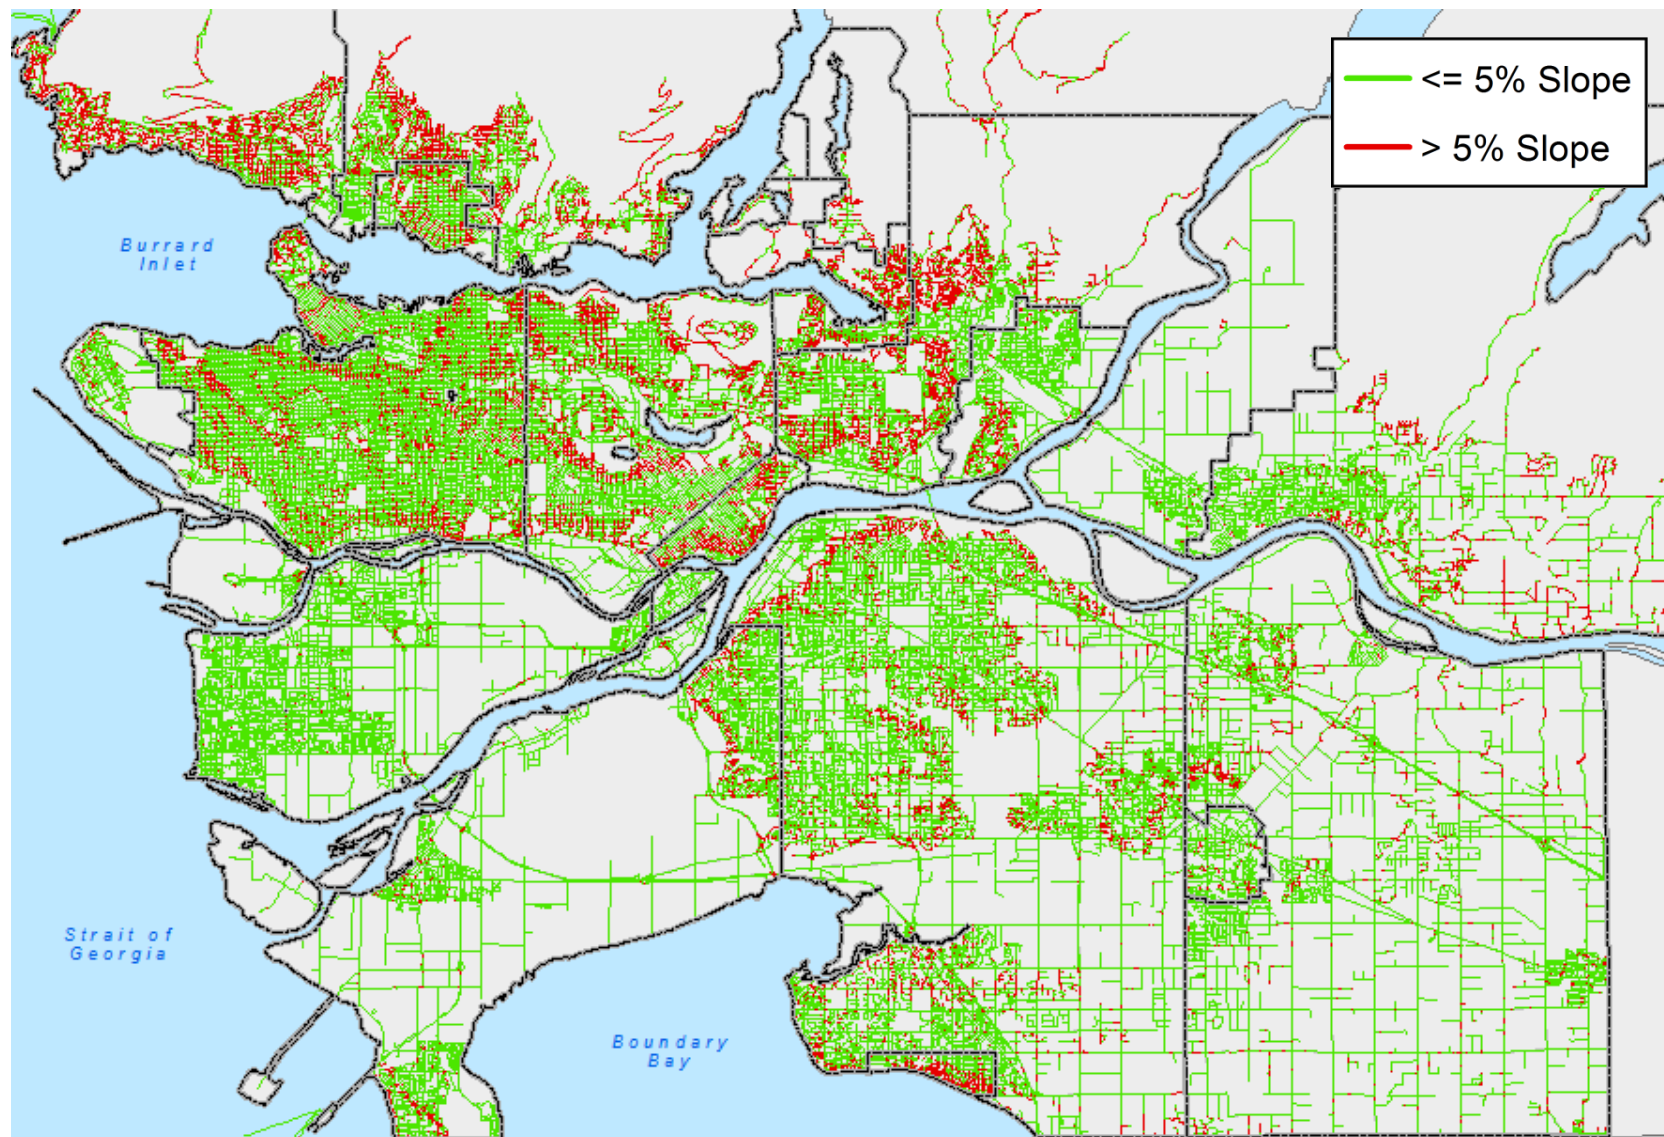 <= 5% Slope
> 5% Slope
Burrard
Inlet
Strait of
Georgia
Boundary
Bay